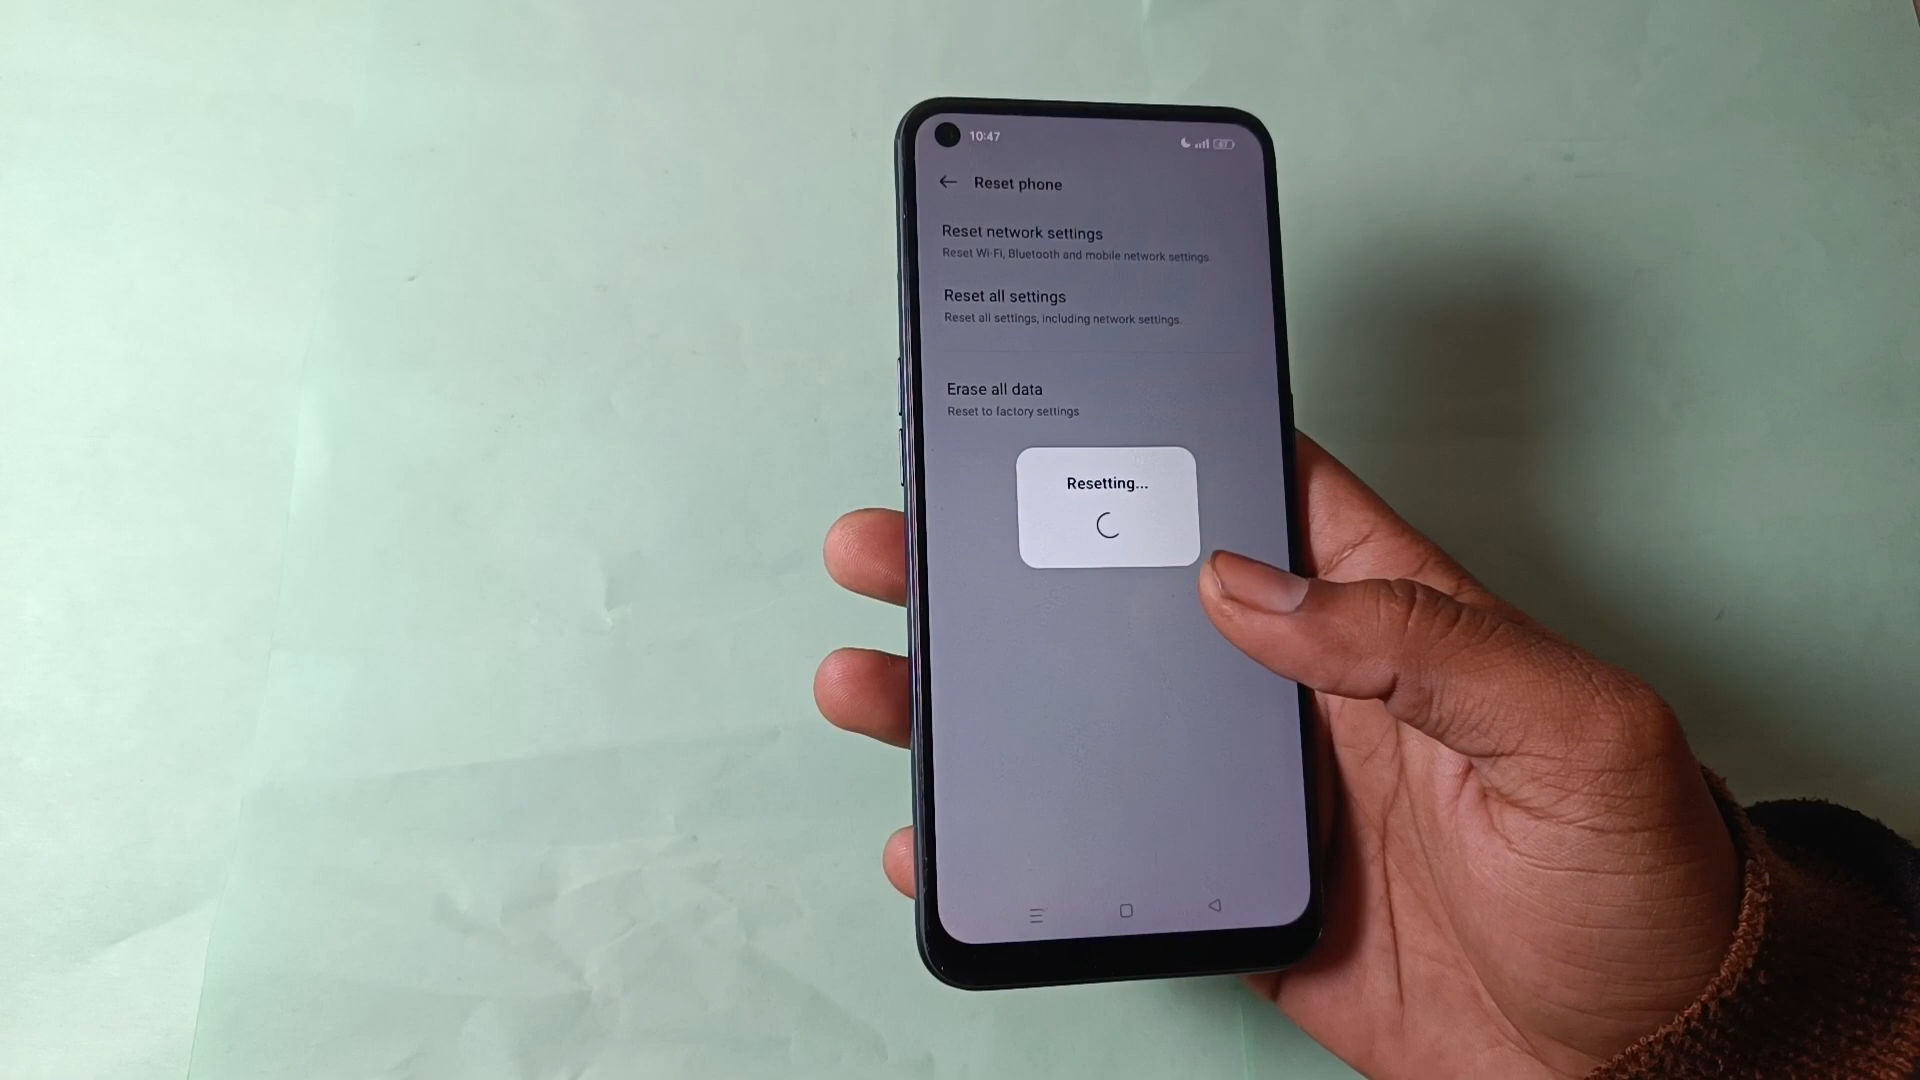 10:47
67
Reset phone
Reset network settings
Reset Wi-Fi, Bluetooth and mobile network settings.
Reset all settings
Reset all settings, including network settings.
Erase all data
Reset to factory settings
Resetting...